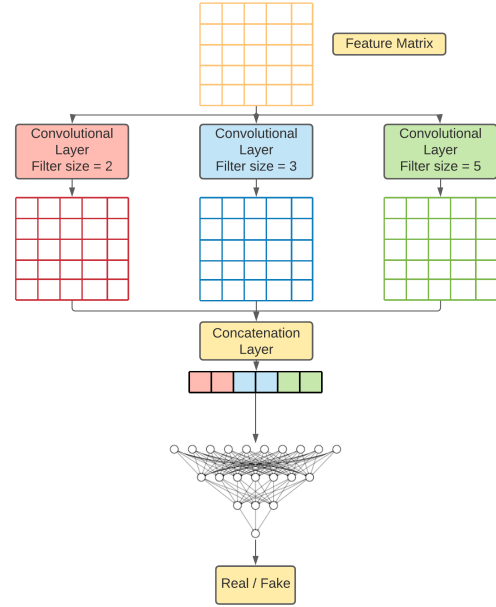 Feature Matrix
Convolutional
Layer
Filter size = 2
Convolutional
Layer
Filter size = 3
Convolutional
Layer
Filter size = 5
Concatenation
Layer
Real / Fake